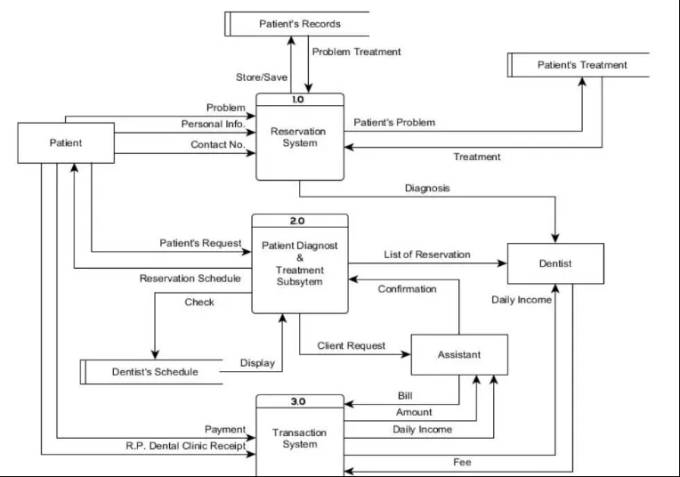 Patient's Records
Problem Treatment
Patient's Treatment
Store/Save
1.0
Problem
Personal Info.
Contact No.
Reservation
System
Patient's Problem
Patient
Treatment
Diagnosis
2.0
Patient's Request
Patient Diagnost
&
Treatment
Subsytem
List of Reservation
Dentist
Reservation Schedule
Confirmation
Check
Daily Income
Client Request
Assistant
Display
Dentist's Schedule
3.0
Bill
Amount
Payment
Transaction
System
Daily Income
R.P. Dental Clinic Receipt
Fee